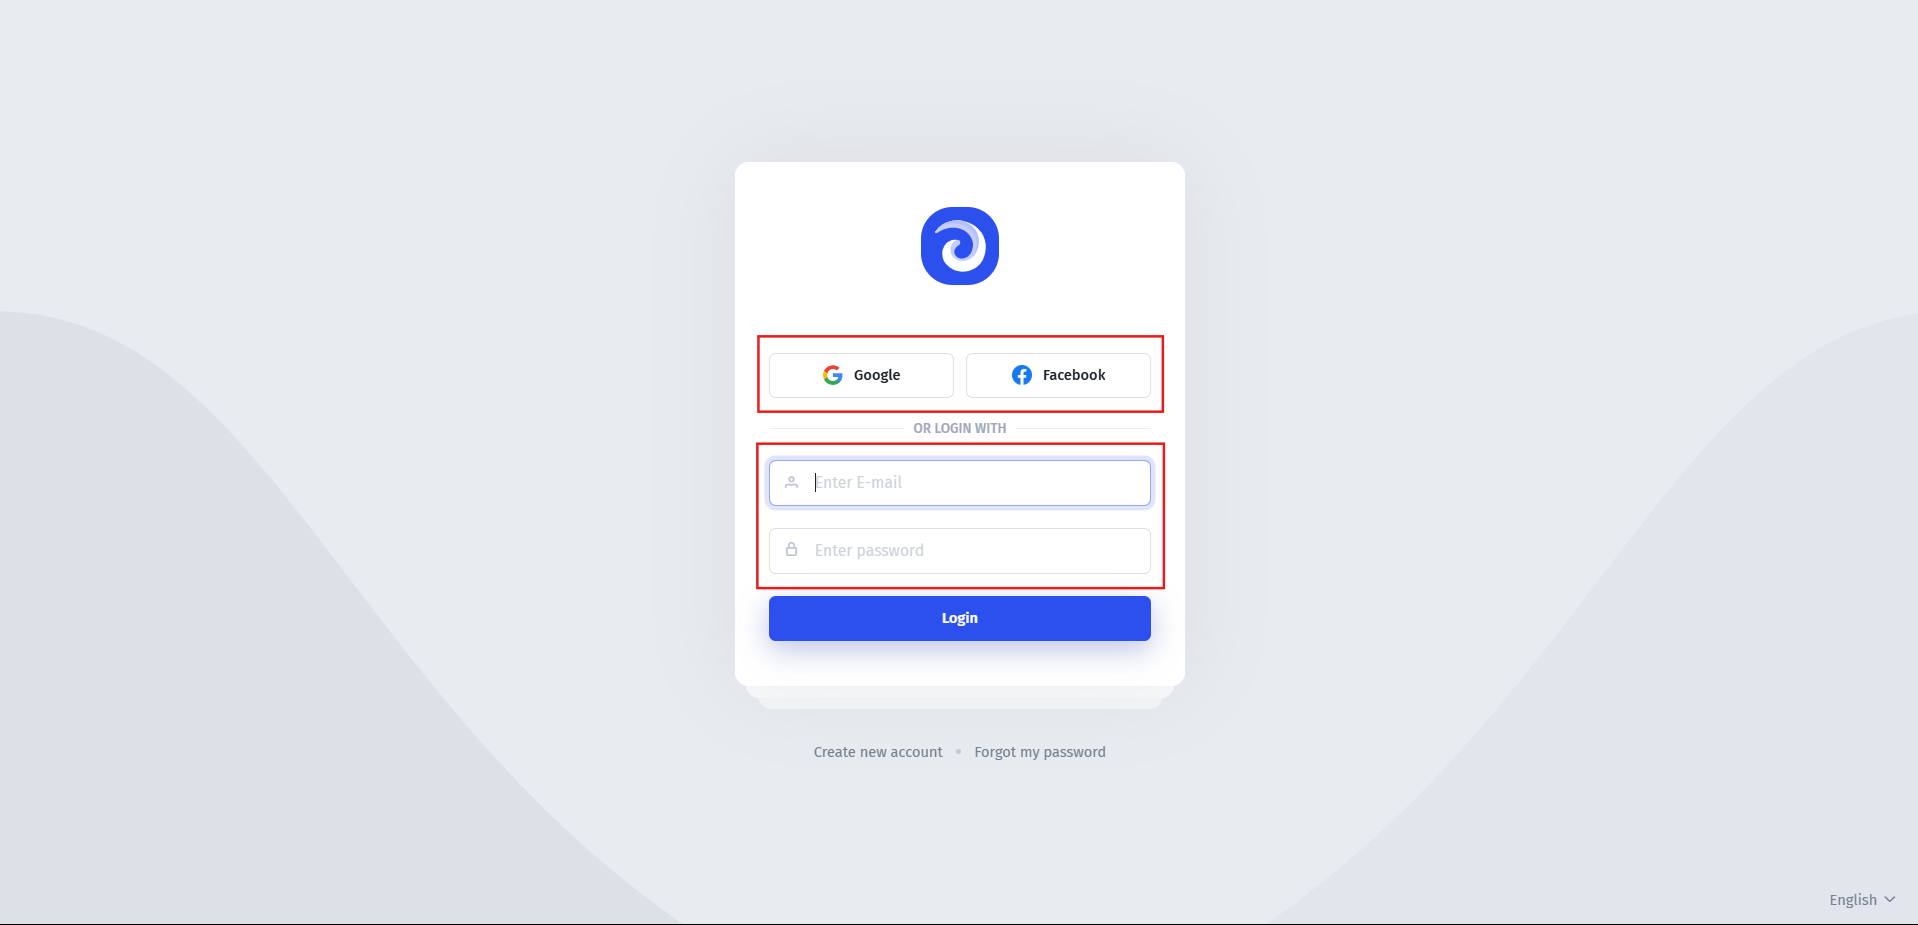 Google Facebook
OR LOGIN WITH
Enter E-mail
Enter password
Login
Create new account • Forgot my password
English